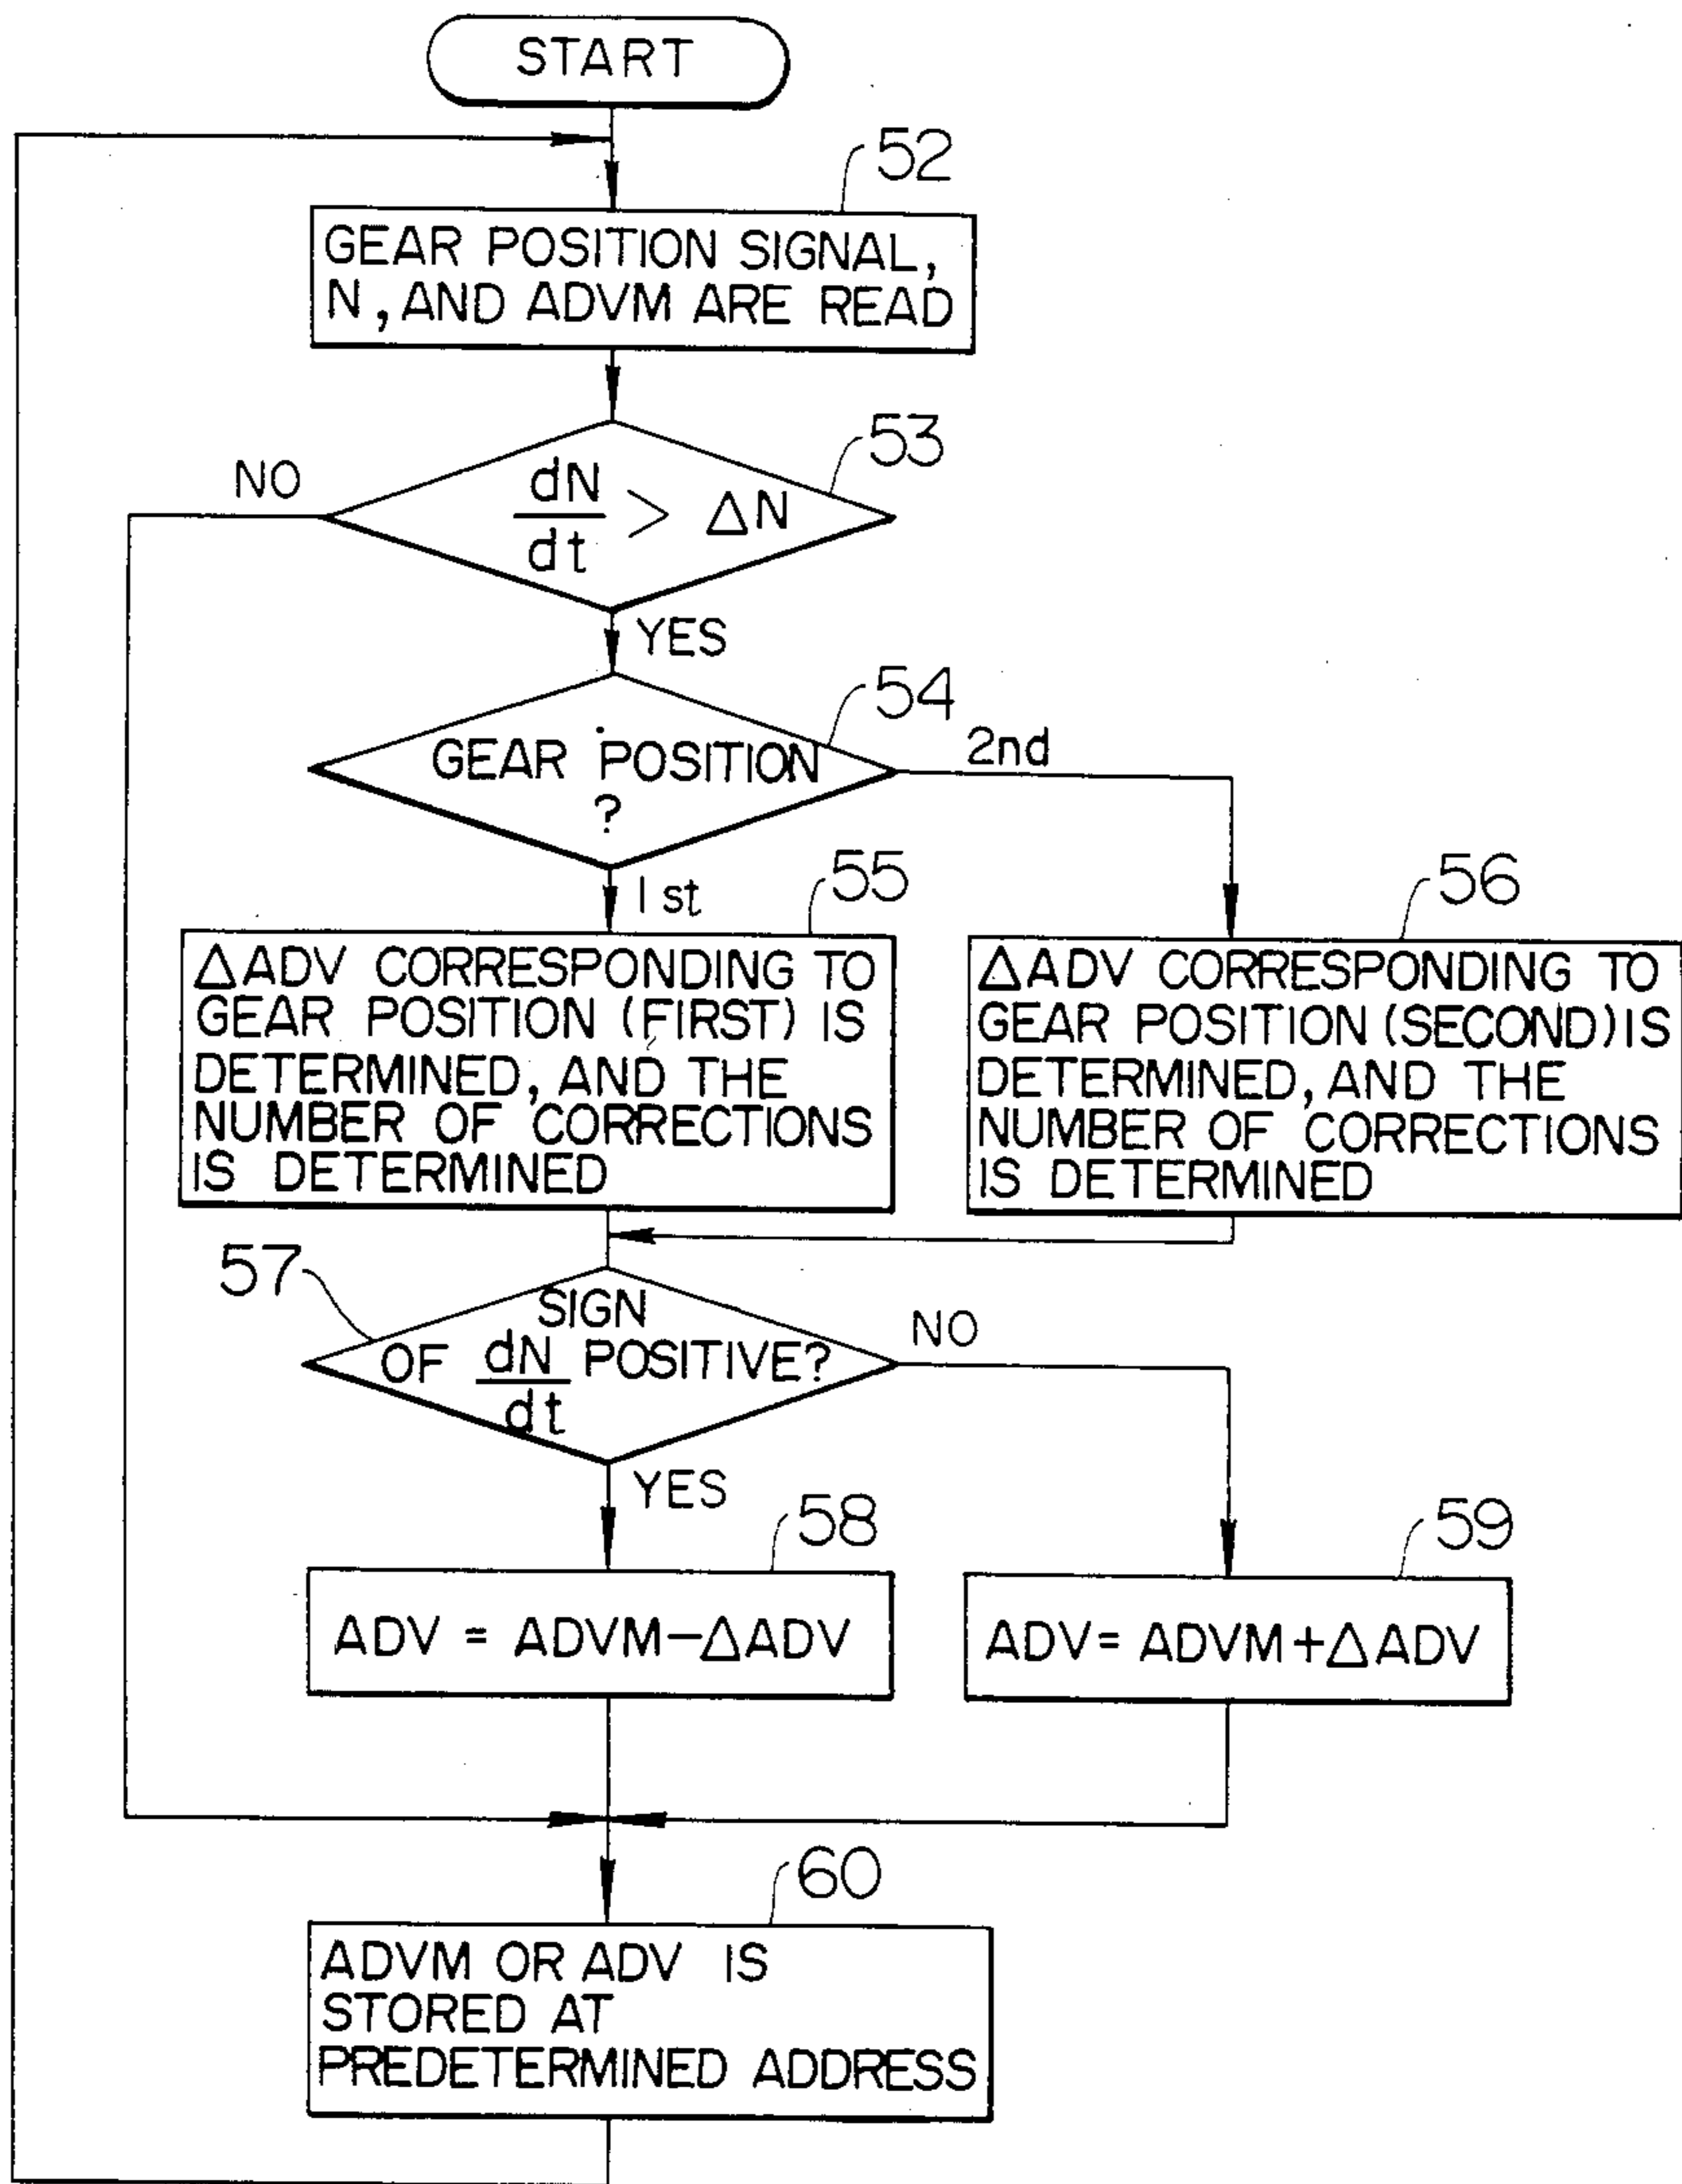 START
52
GEAR POSITION SIGNAL,
N, AND ADVM ARE READ
53
NO
dN
dt
> ΔN
YES
54
GEAR POSITION
?
2nd
1st
55
ΔADV CORRESPONDING TO
GEAR POSITION (FIRST) IS
DETERMINED, AND THE
NUMBER OF CORRECTIONS
IS DETERMINED
56
ΔADV CORRESPONDING TO
GEAR POSITION (SECOND) IS
DETERMINED, AND THE
NUMBER OF CORRECTIONS
IS DETERMINED
57
SIGN
OF dN POSITIVE?
dt
NO
YES
58
ADV = ADVM-ΔADV
59
ADV = ADVM+ΔADV
60
ADVM OR ADV IS
STORED AT
PREDETERMINED ADDRESS